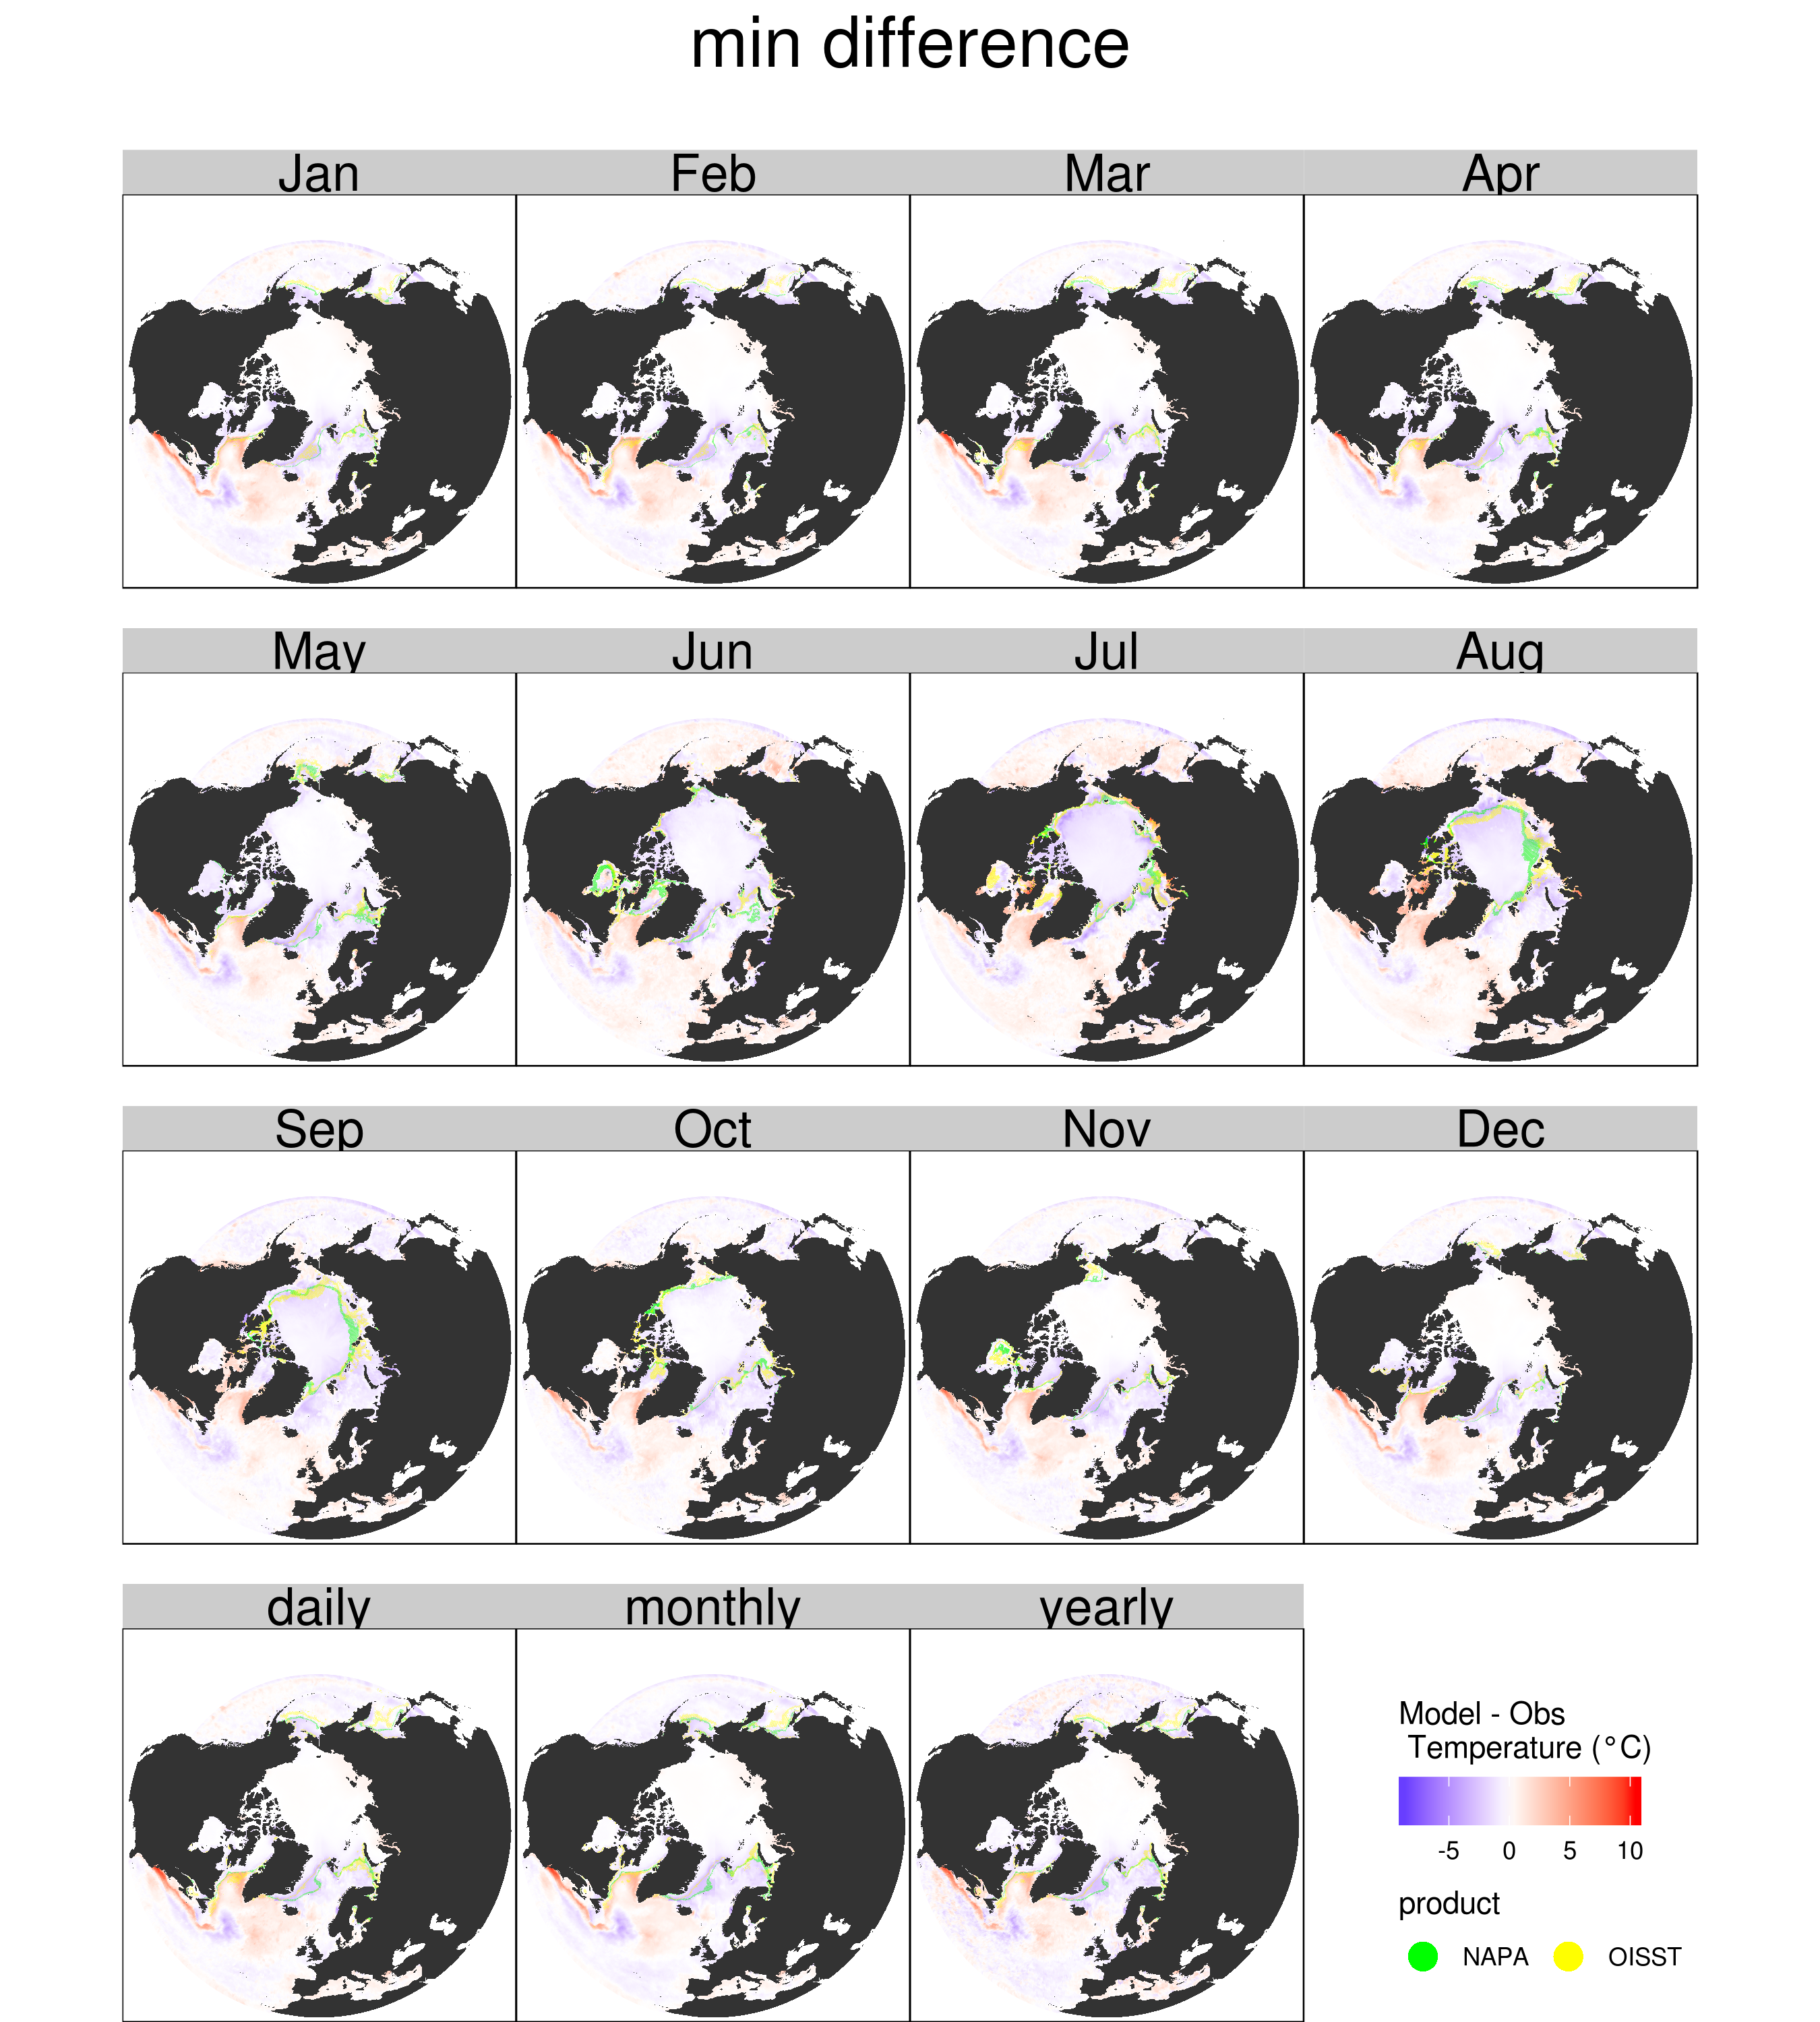 min difference
Jan Feb Mar Apr
May Jun Jul Aug
Sep Oct Nov Dec
daily monthly yearly
Model - Obs
Temperature (°C)
-5 0 5 10
product
NAPA OISST